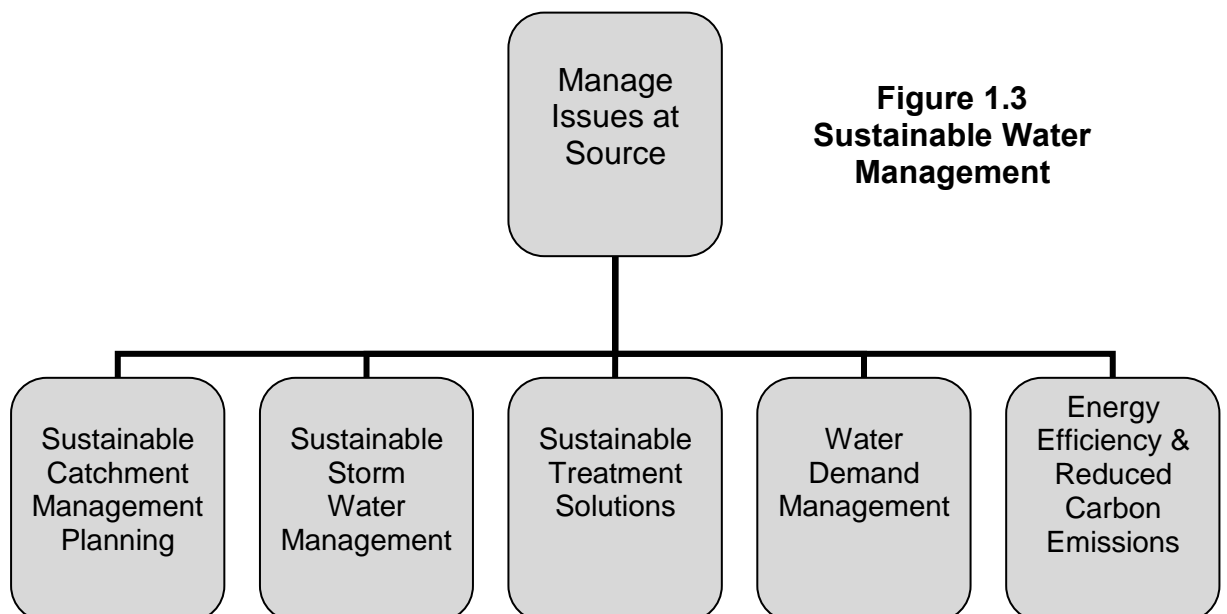 Manage
Issues at
Source
Figure 1.3
Sustainable Water
Management
Sustainable
Catchment
Management
Planning
Sustainable
Storm
Water
Management
Sustainable
Treatment
Solutions
Water
Demand
Management
Energy
Efficiency &
Reduced
Carbon
Emissions